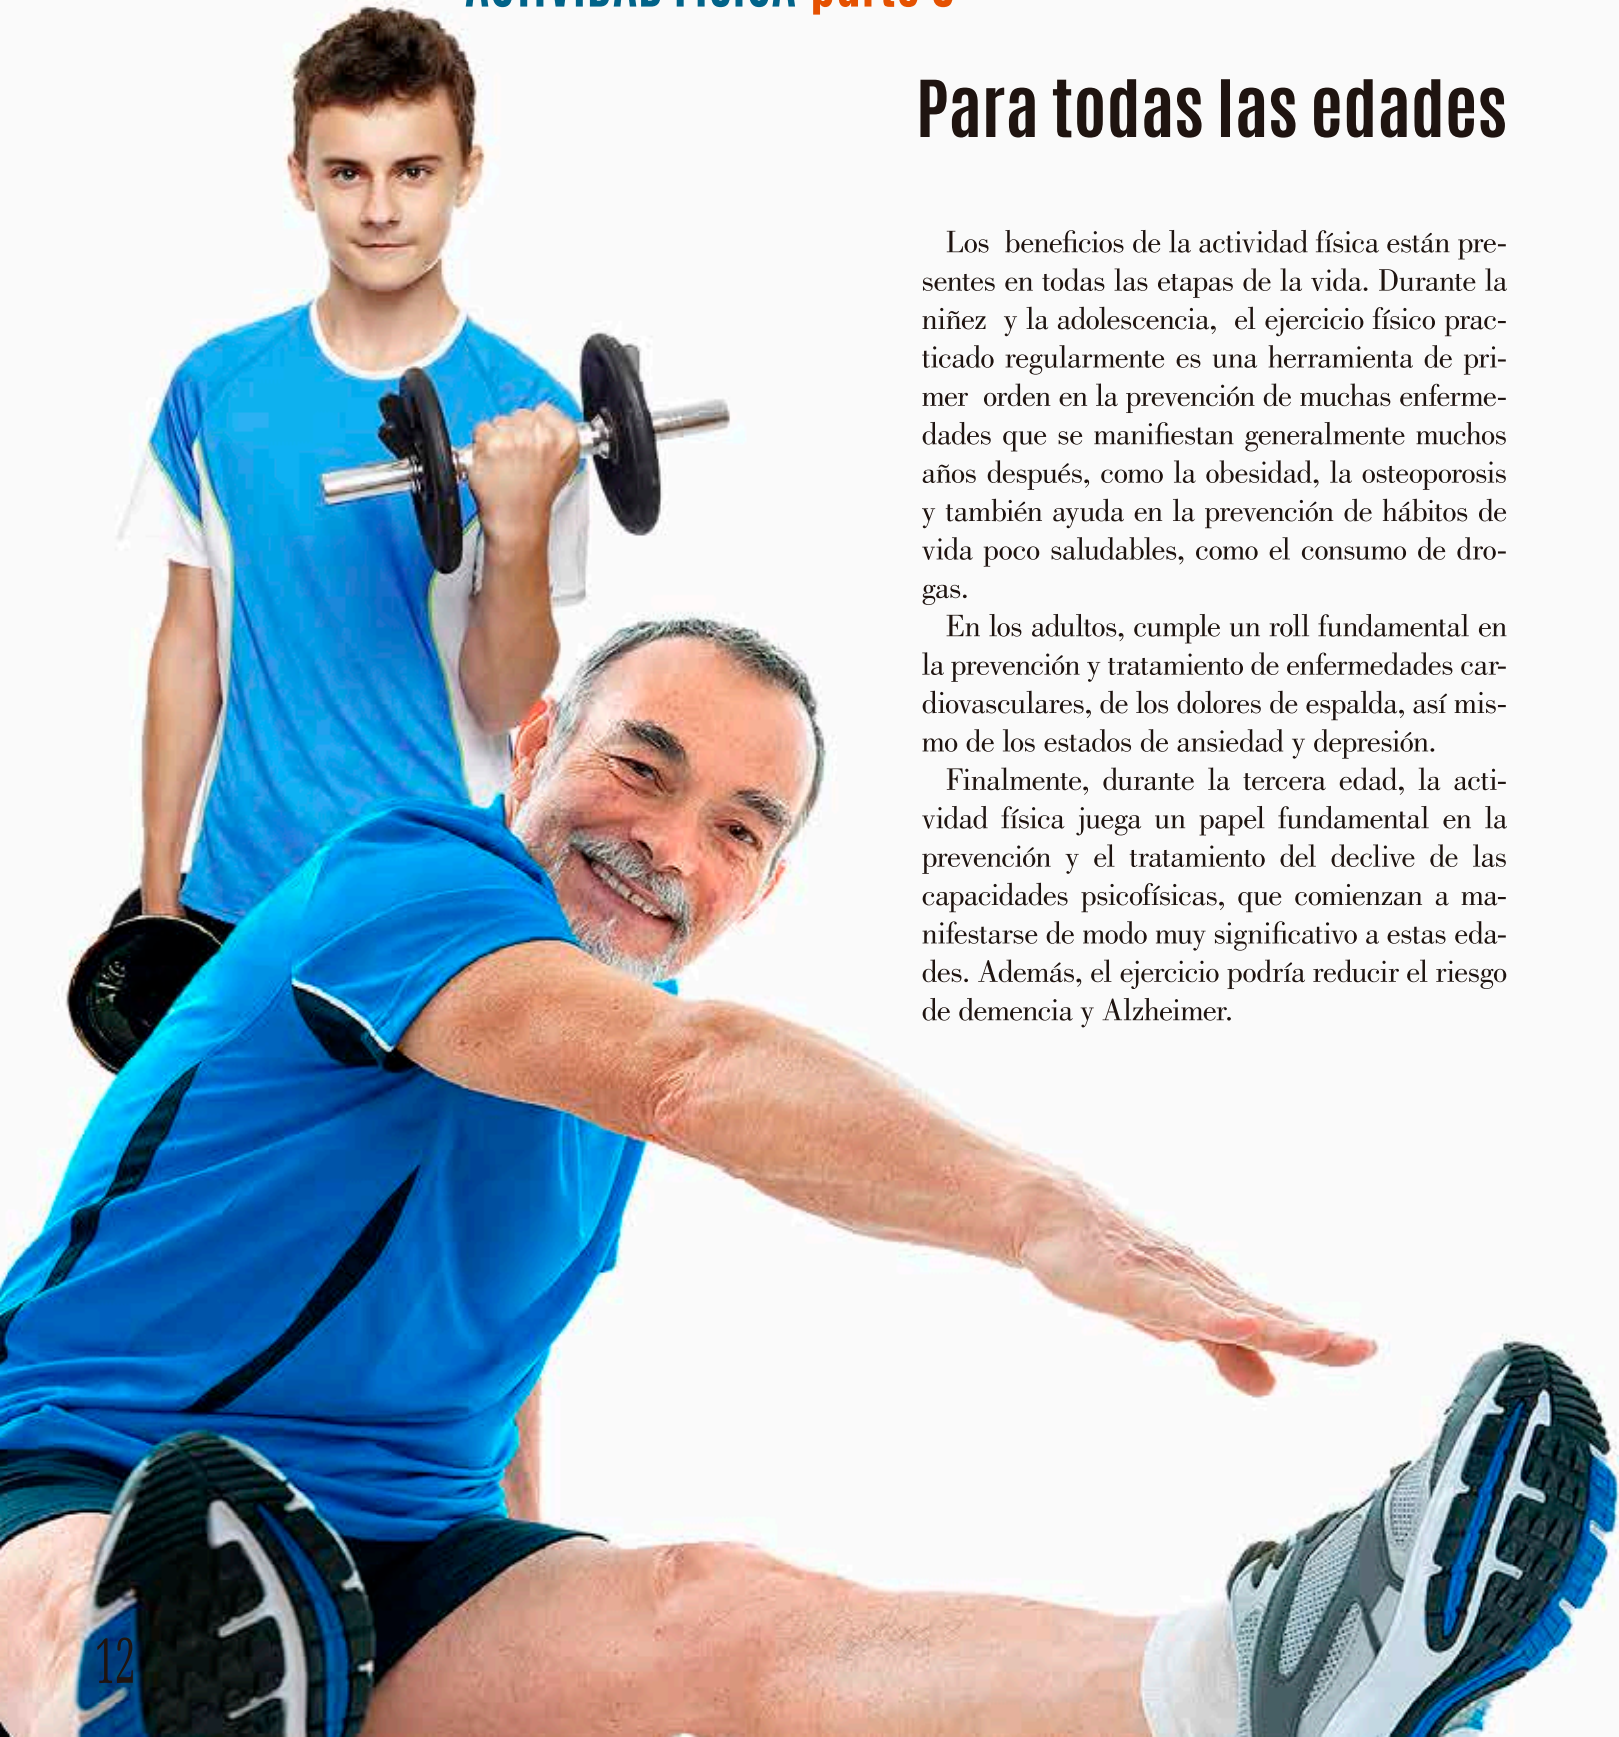 ACTIVIDAD FÍSICA parte 3
Para todas las edades
Los beneficios de la actividad física están pre-
sentes en todas las etapas de la vida. Durante la
niñez y la adolescencia, el ejercicio físico prac-
ticado regularmente es una herramienta de pri-
mer orden en la prevención de muchas enferme-
dades que se manifiestan generalmente muchos
años después, como la obesidad, la osteoporosis
y también ayuda en la prevención de hábitos de
vida poco saludables, como el consumo de dro-
gas.
En los adultos, cumple un roll fundamental en
la prevención y tratamiento de enfermedades car-
diovasculares, de los dolores de espalda, así mis-
mo de los estados de ansiedad y depresión.
Finalmente, durante la tercera edad, la acti-
vidad física juega un papel fundamental en la
prevención y el tratamiento del declive de las
capacidades psicofísicas, que comienzan a ma-
nifestarse de modo muy significativo a estas eda-
des. Además, el ejercicio podría reducir el riesgo
de demencia y Alzheimer.
12